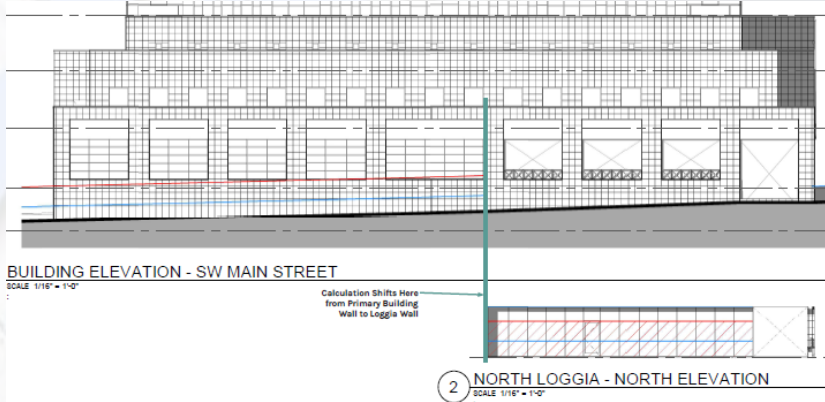 BUILDING ELEVATION - SW MAIN STREET
SCALE 1/16" = 1'-0"
Calculation Shifts Here
from Primary Building
Wall to Loggia Wall
2 NORTH LOGGIA - NORTH ELEVATION
SCALE 1/16" = 1'-0"